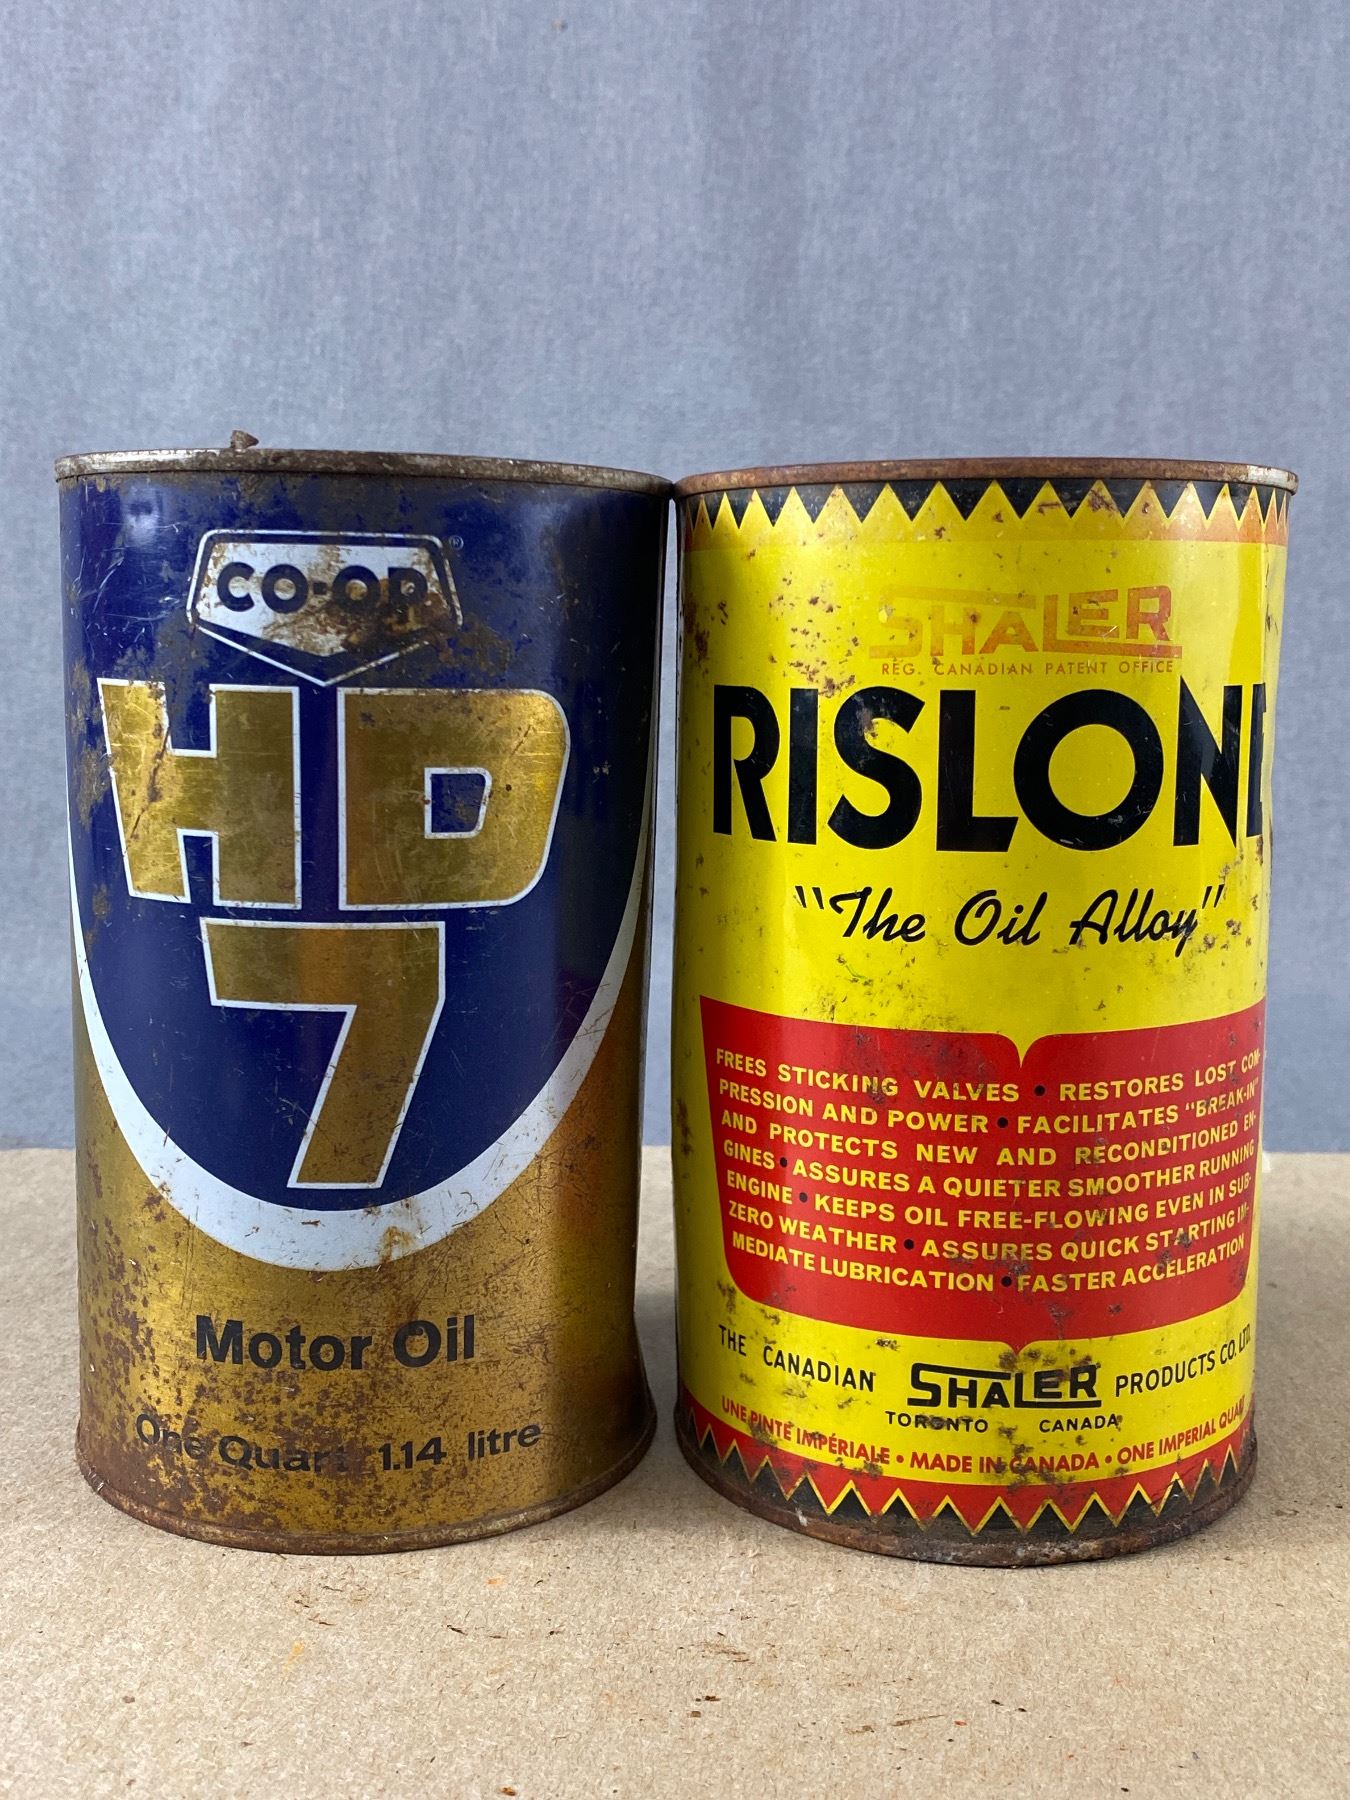 CO-OP
®
HP
7
Motor Oil
One Quart 1.14 litre
SHALER
REG. CANADIAN PATENT OFFICE
RISLONE
"The Oil Alloy"
FREES STICKING VALVES • RESTORES LOST COM-
PRESSION AND POWER • FACILITATES "BREAK-IN"
AND PROTECTS NEW AND RECONDITIONED EN-
GINES • ASSURES A QUIETER SMOOTHER RUNNING
ENGINE • KEEPS OIL FREE-FLOWING EVEN IN SUB-
ZERO WEATHER • ASSURES QUICK STARTING IM-
MEDIATE LUBRICATION • FASTER ACCELERATION
THE CANADIAN SHALER PRODUCTS CO. LTD.
TORONTO CANADA
UNE PINTE IMPÉRIALE • MADE IN CANADA • ONE IMPERIAL QUART